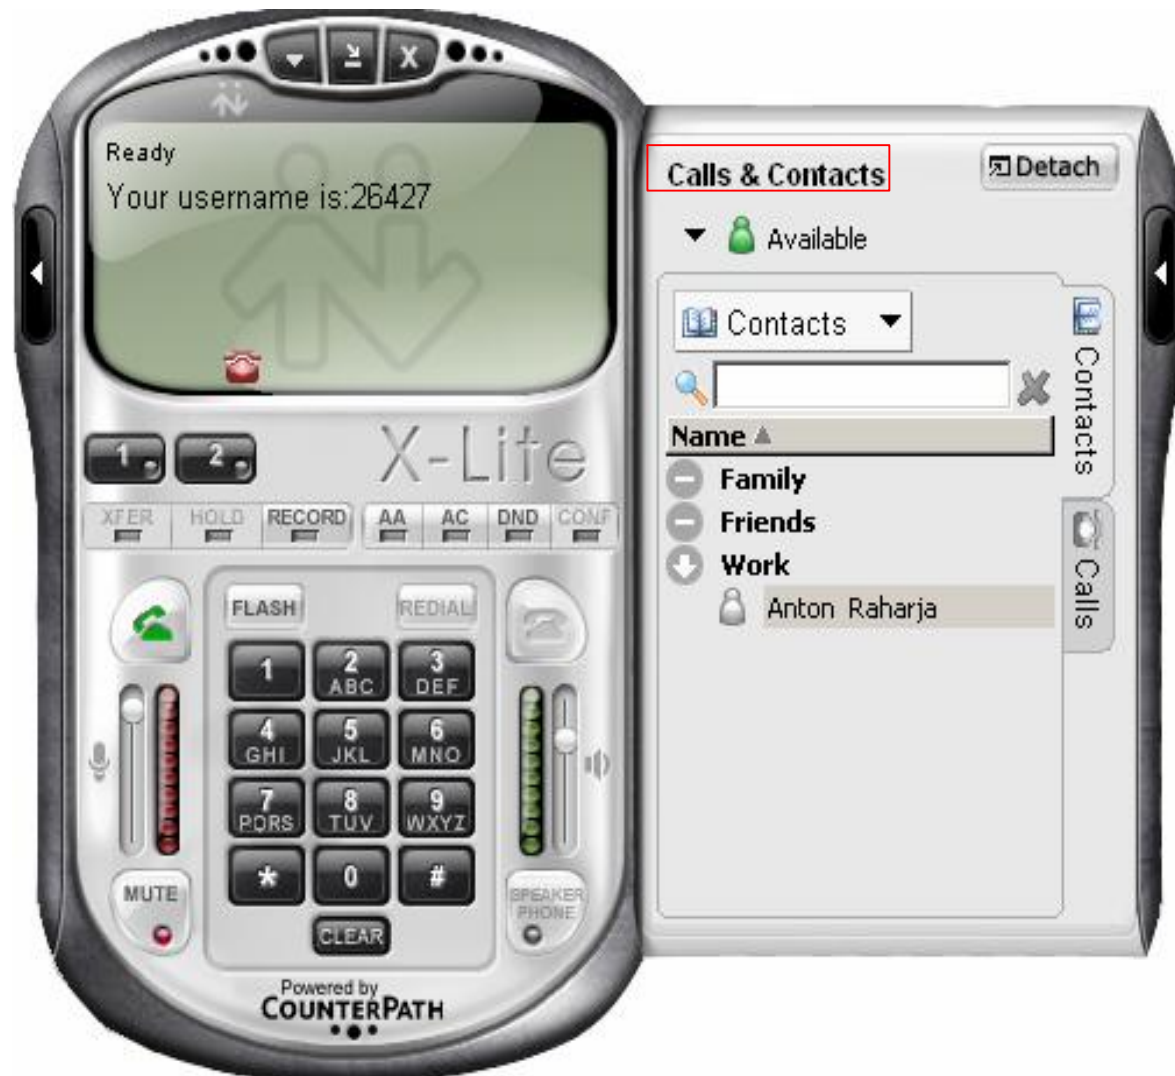 X
Ready
Your username is:26427
1 2
X-Lite
XFER HOLD RECORD AA AC DND CONF
FLASH REDIAL
1 2 ABC 3 DEF
4 GHI 5 JKL 6 MNO
7 PQRS 8 TUV 9 WXYZ
* 0 #
MUTE
SPEAKER
PHONE
CLEAR
Powered by
COUNTERPATH
Calls & Contacts
Detach
Available
Contacts
Name
Family
Friends
Work
Anton Raharja
Contacts
Calls